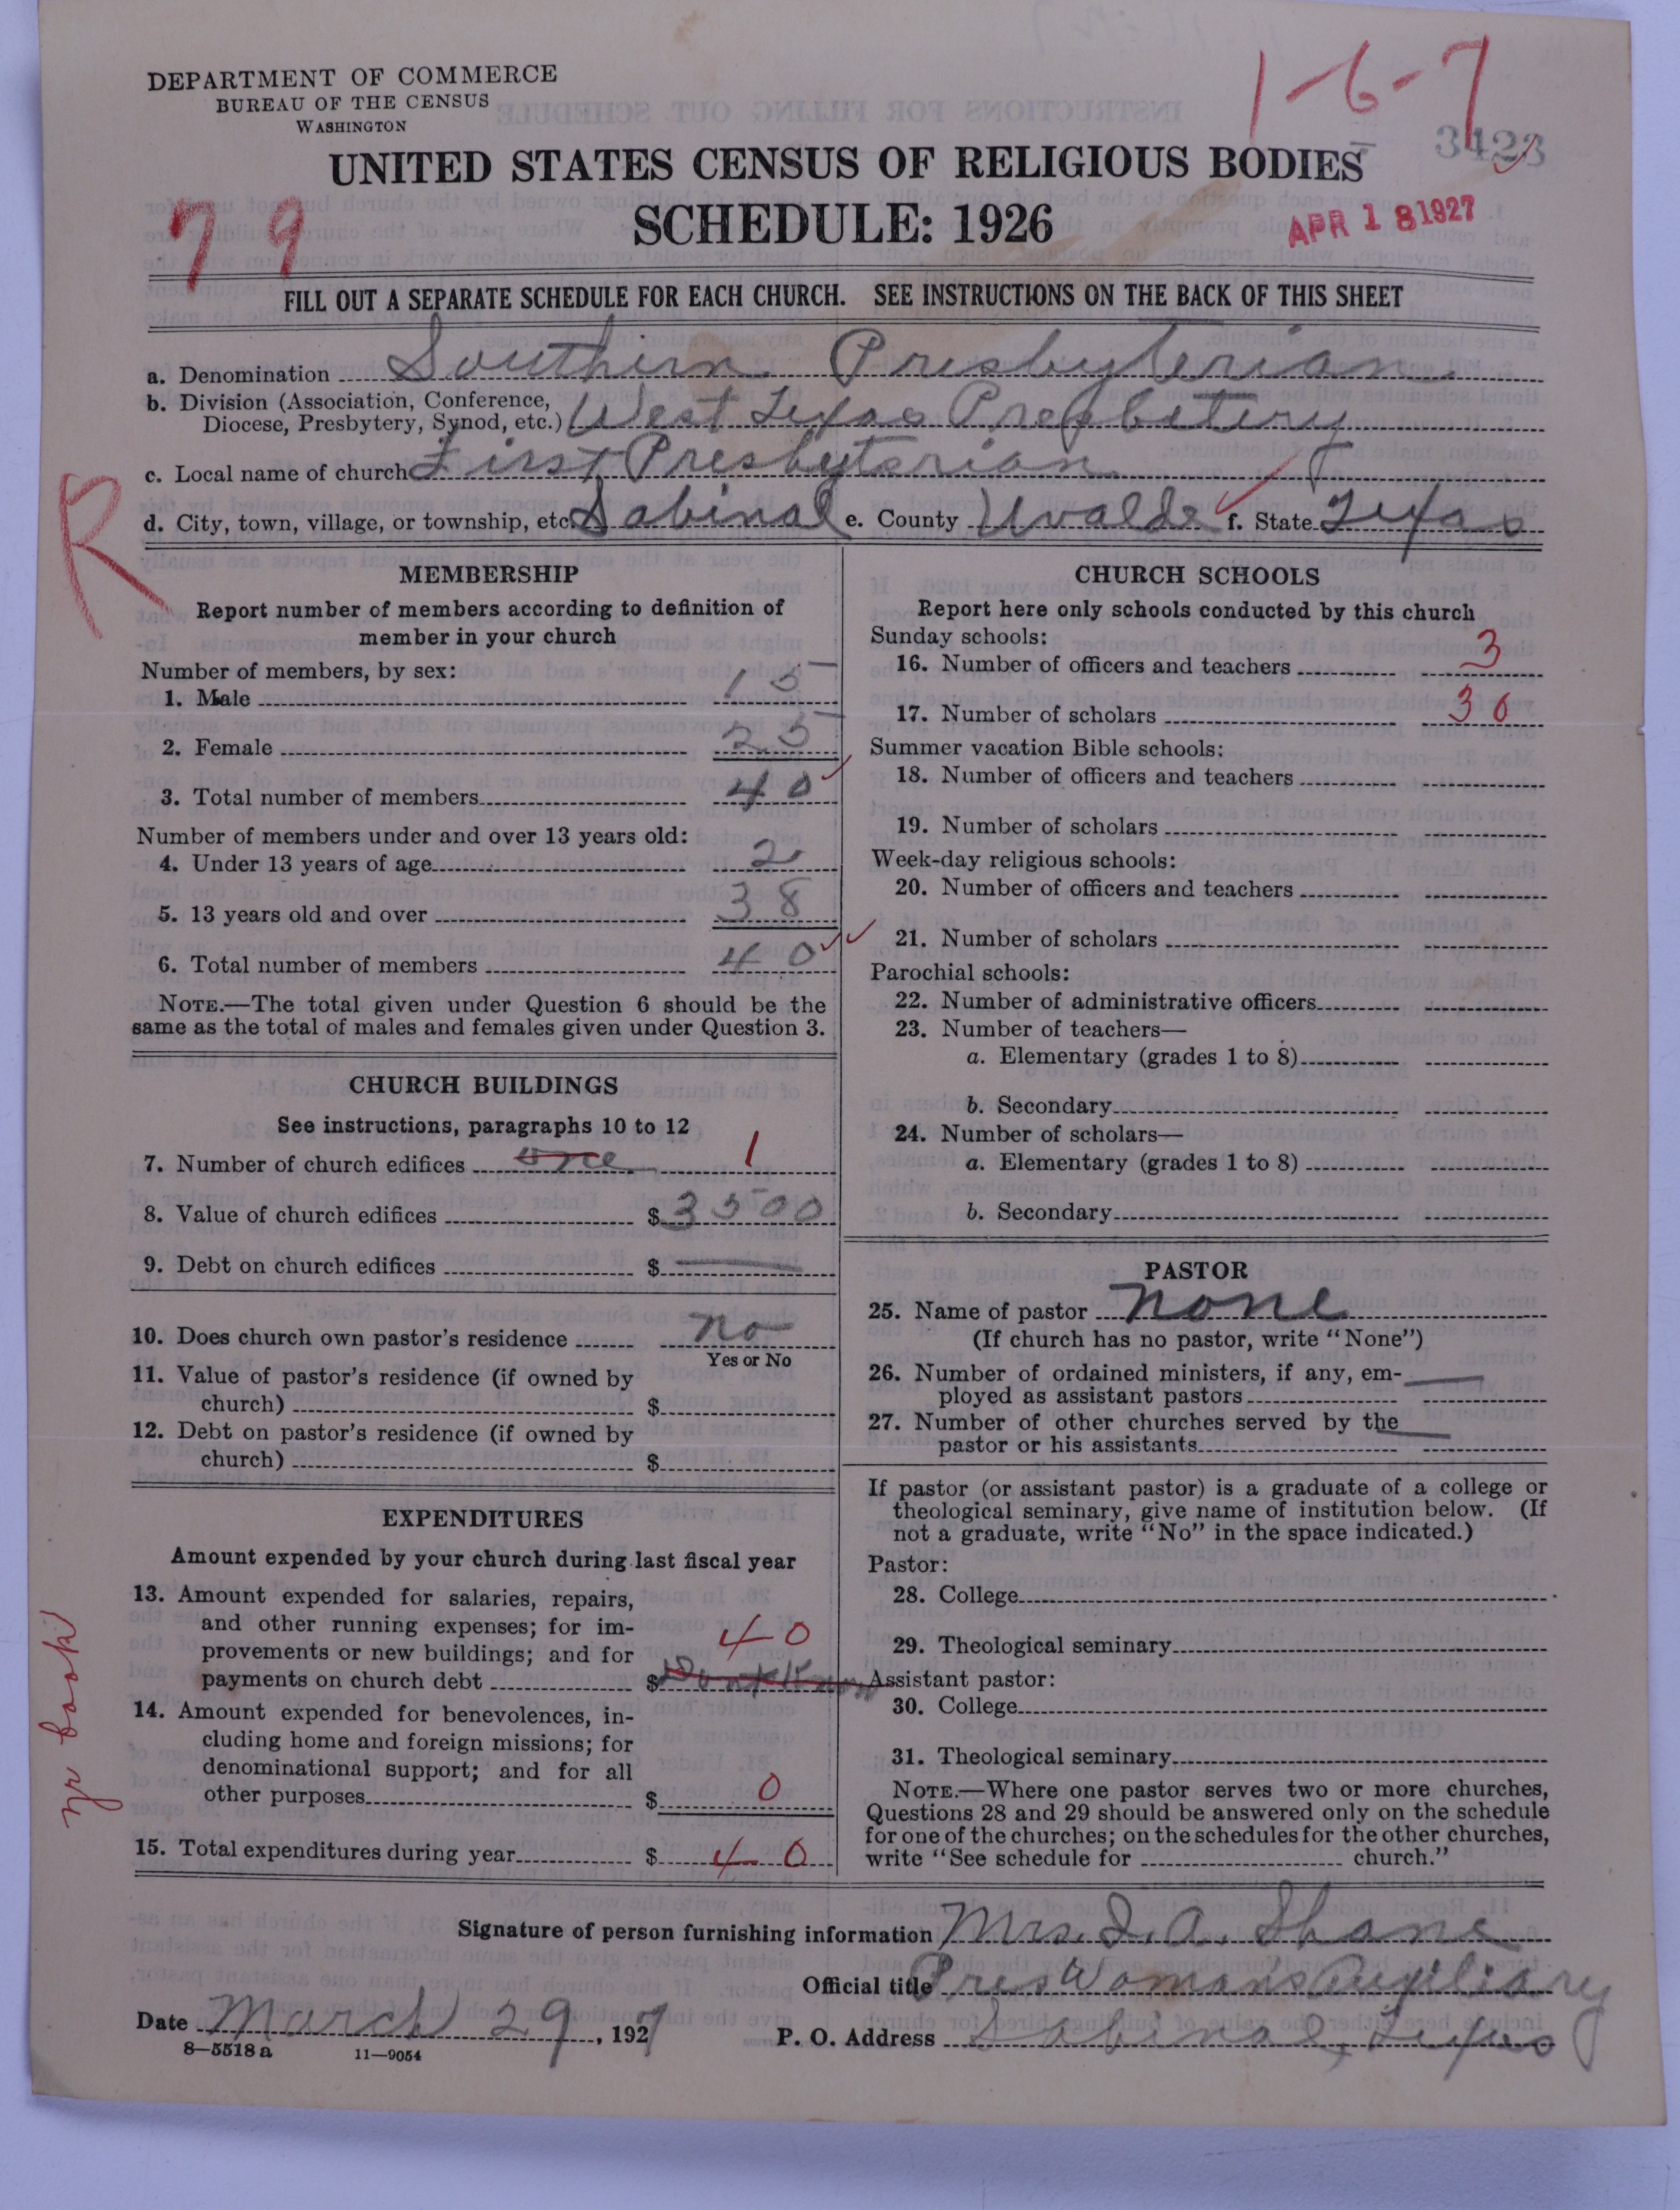 DEPARTMENT OF COMMERCE
BUREAU OF THE CENSUS
WASHINGTON
1-6-7
3423
UNITED STATES CENSUS OF RELIGIOUS BODIES
SCHEDULE: 1926
79
APR 18 1927
FILL OUT A SEPARATE SCHEDULE FOR EACH CHURCH. SEE INSTRUCTIONS ON THE BACK OF THIS SHEET
a. Denomination Southern Presbyterian
b. Division (Association, Conference,
Diocese, Presbytery, Synod, etc.) West Texas Presbetery
c. Local name of church First Presbyterian
d. City, town, village, or township, etc. Sabinal e. County Uvalde f. State Texas
R
MEMBERSHIP
Report number of members according to definition of
member in your church
Number of members, by sex:
1. Male 15
2. Female 25
3. Total number of members 40
Number of members under and over 13 years old:
4. Under 13 years of age 2
5. 13 years old and over 38
6. Total number of members 40
NOTE.—The total given under Question 6 should be the
same as the total of males and females given under Question 3.
CHURCH BUILDINGS
See instructions, paragraphs 10 to 12
7. Number of church edifices one 1
8. Value of church edifices $3500
9. Debt on church edifices $ —
10. Does church own pastor's residence no
Yes or No
11. Value of pastor's residence (if owned by
church) $
12. Debt on pastor's residence (if owned by
church) $
EXPENDITURES
Amount expended by your church during last fiscal year
13. Amount expended for salaries, repairs,
and other running expenses; for im-
provements or new buildings; and for 40
payments on church debt $ Dont Know
14. Amount expended for benevolences, in-
cluding home and foreign missions; for
denominational support; and for all
other purposes $ 0
15. Total expenditures during year $ 40
yr book
CHURCH SCHOOLS
Report here only schools conducted by this church
Sunday schools:
16. Number of officers and teachers 3
17. Number of scholars 30
Summer vacation Bible schools:
18. Number of officers and teachers
19. Number of scholars
Week-day religious schools:
20. Number of officers and teachers
21. Number of scholars
Parochial schools:
22. Number of administrative officers
23. Number of teachers—
a. Elementary (grades 1 to 8)
b. Secondary
24. Number of scholars—
a. Elementary (grades 1 to 8)
b. Secondary
PASTOR
25. Name of pastor none
(If church has no pastor, write "None")
26. Number of ordained ministers, if any, em- —
ployed as assistant pastors
27. Number of other churches served by the —
pastor or his assistants
If pastor (or assistant pastor) is a graduate of a college or
theological seminary, give name of institution below. (If
not a graduate, write "No" in the space indicated.)
Pastor:
28. College
29. Theological seminary
Assistant pastor:
30. College
31. Theological seminary
NOTE.—Where one pastor serves two or more churches,
Questions 28 and 29 should be answered only on the schedule
for one of the churches; on the schedules for the other churches,
write "See schedule for church."
Signature of person furnishing information Mrs. J. A. Shane
Official title Pres Woman's Auxiliary
Date March 29, 1927
P. O. Address Sabinal, Texas
8-5518a 11-9054